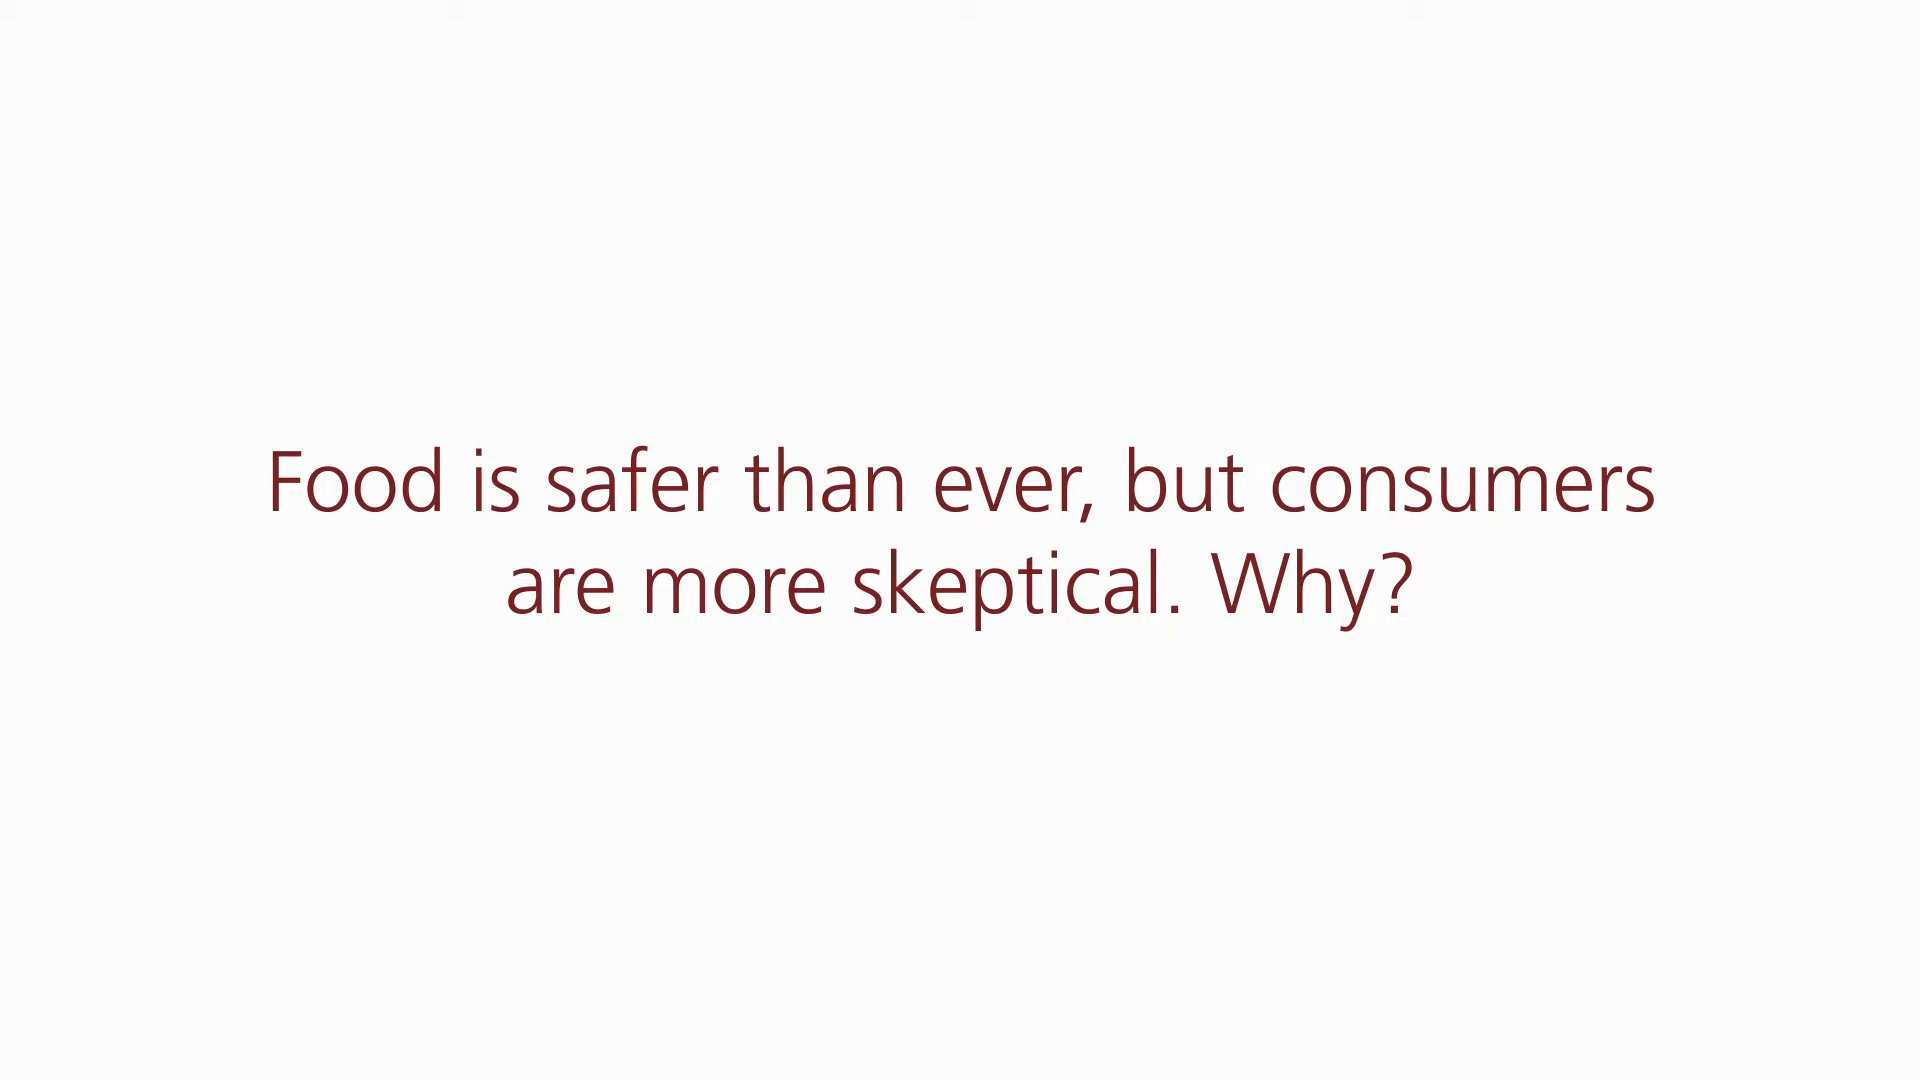 Food is safer than ever, but consumers
are more skeptical. Why?